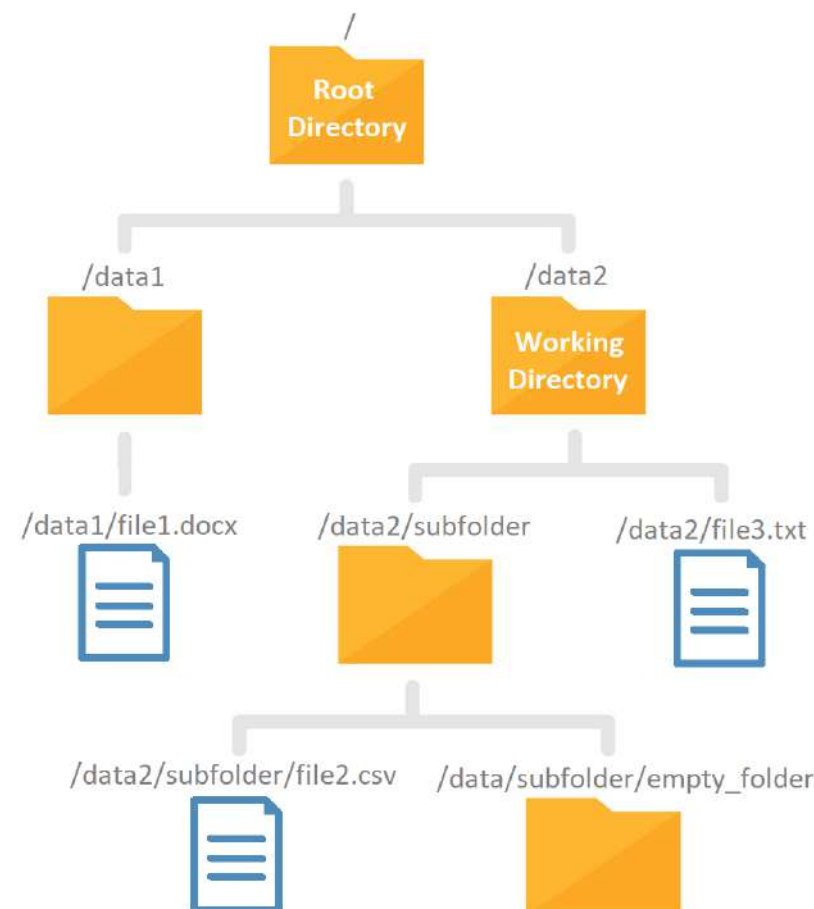 /
Root
Directory
/data1
/data2
Working
Directory
/data1/file1.docx
/data2/subfolder
/data2/file3.txt
/data2/subfolder/file2.csv
/data/subfolder/empty_folder